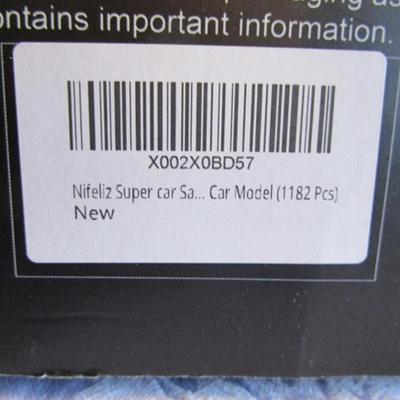 ontains important information.
X002X0BD57
Nifeliz Super car Sa... Car Model (1182 Pcs)
New